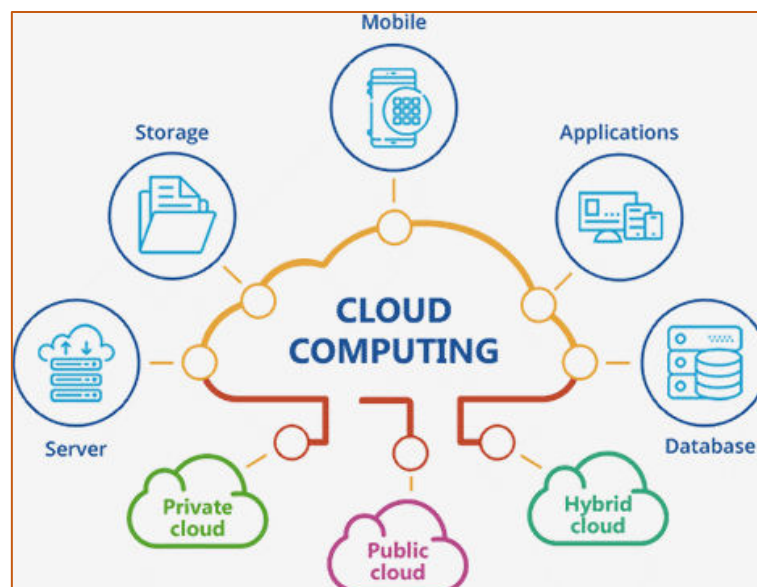 Mobile
Storage
Applications
CLOUD
COMPUTING
Server
Database
Private
cloud
Public
cloud
Hybrid
cloud